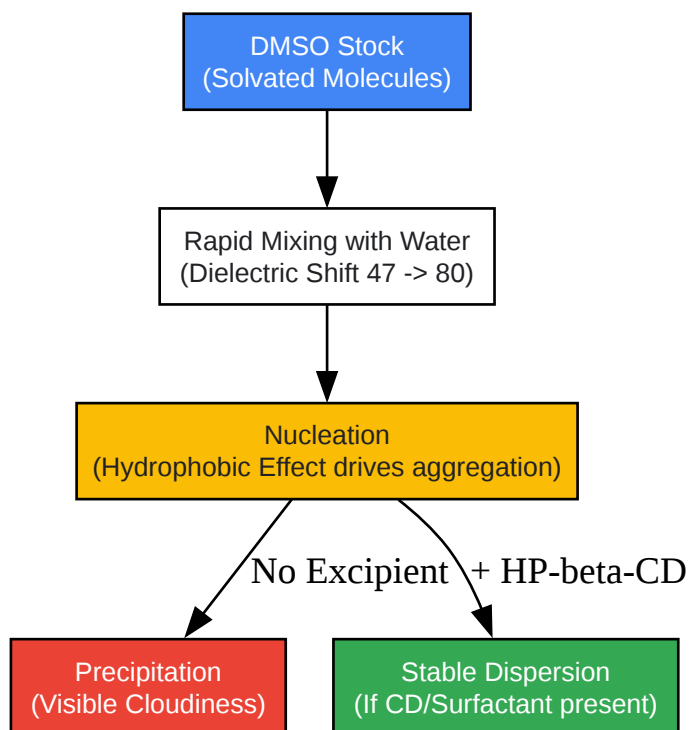 DMSO Stock
(Solvated Molecules)
Rapid Mixing with Water
(Dielectric Shift 47 -> 80)
Nucleation
(Hydrophobic Effect drives aggregation)
No Excipient
+ HP-beta-CD
Precipitation
(Visible Cloudiness)
Stable Dispersion
(If CD/Surfactant present)